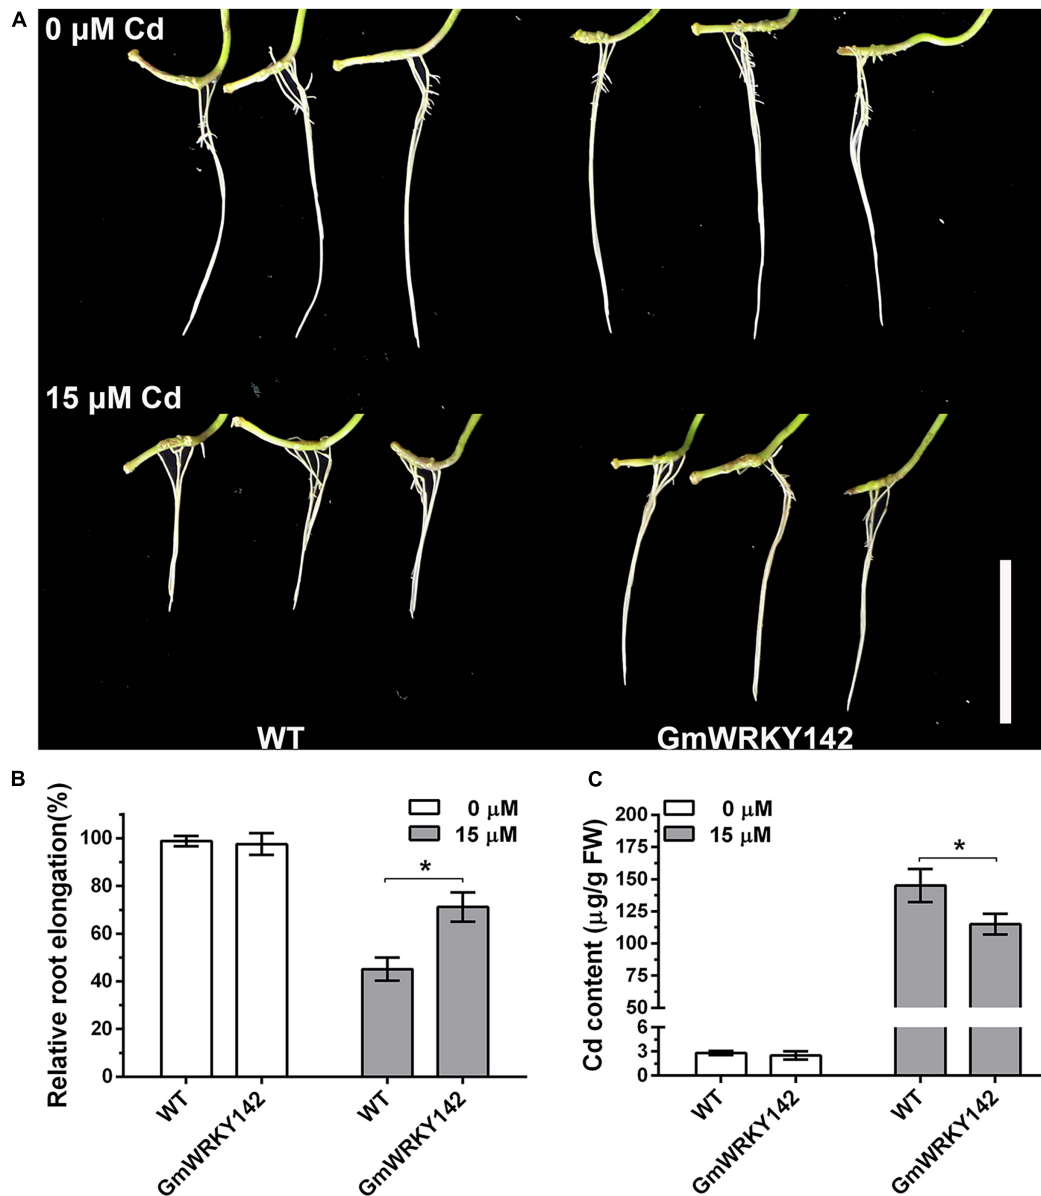 A
0 µM Cd
15 µM Cd
WT GmWRKY142
B
Relative root elongation(%)
0 µM
15 µM
100
80
60
40
20
0
*
WT
GmWRKY142
WT
GmWRKY142
C
Cd content (µg/g FW)
0 µM
15 µM
200
175
150
125
100
75
50
6
3
0
*
WT
GmWRKY142
WT
GmWRKY142